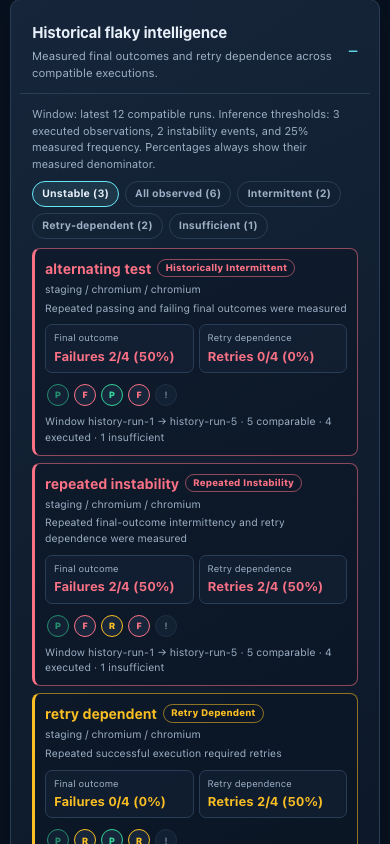 Historical flaky intelligence
Measured final outcomes and retry dependence across
compatible executions.
–
Window: latest 12 compatible runs. Inference thresholds: 3
executed observations, 2 instability events, and 25%
measured frequency. Percentages always show their
measured denominator.
Unstable (3) All observed (6) Intermittent (2)
Retry-dependent (2) Insufficient (1)
alternating test Historically Intermittent
staging / chromium / chromium
Repeated passing and failing final outcomes were measured
Final outcome Retry dependence
Failures 2/4 (50%) Retries 0/4 (0%)
P F P F !
Window history-run-1 → history-run-5 · 5 comparable · 4
executed · 1 insufficient
repeated instability Repeated Instability
staging / chromium / chromium
Repeated final-outcome intermittency and retry
dependence were measured
Final outcome Retry dependence
Failures 2/4 (50%) Retries 2/4 (50%)
P F R F !
Window history-run-1 → history-run-5 · 5 comparable · 4
executed · 1 insufficient
retry dependent Retry Dependent
staging / chromium / chromium
Repeated successful execution required retries
Final outcome Retry dependence
Failures 0/4 (0%) Retries 2/4 (50%)
P R P R !